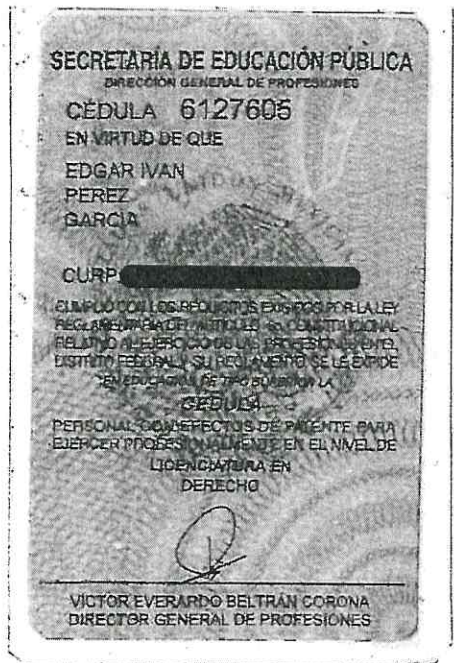 SECRETARÍA DE EDUCACIÓN PÚBLICA
DIRECCIÓN GENERAL DE PROFESIONES
CÉDULA 6127605
EN VIRTUD DE QUE
EDGAR IVAN
PEREZ
GARCIA
CURP:
CUMPLIO CON LOS REQUISITOS EXIGIDOS POR LA LEY
REGLAMENTARIA DEL ARTÍCULO 5o. CONSTITUCIONAL
RELATIVO AL EJERCICIO DE LAS PROFESIONES EN EL
DISTRITO FEDERAL Y SU REGLAMENTO SE LE EXPIDE
EN EDUCACIÓN DE TIPO SUPERIOR LA
CÉDULA
PERSONAL CON EFECTOS DE PATENTE PARA
EJERCER PROFESIONALMENTE EN EL NIVEL DE
LICENCIATURA EN
DERECHO
VICTOR EVERARDO BELTRÁN CORONA
DIRECTOR GENERAL DE PROFESIONES